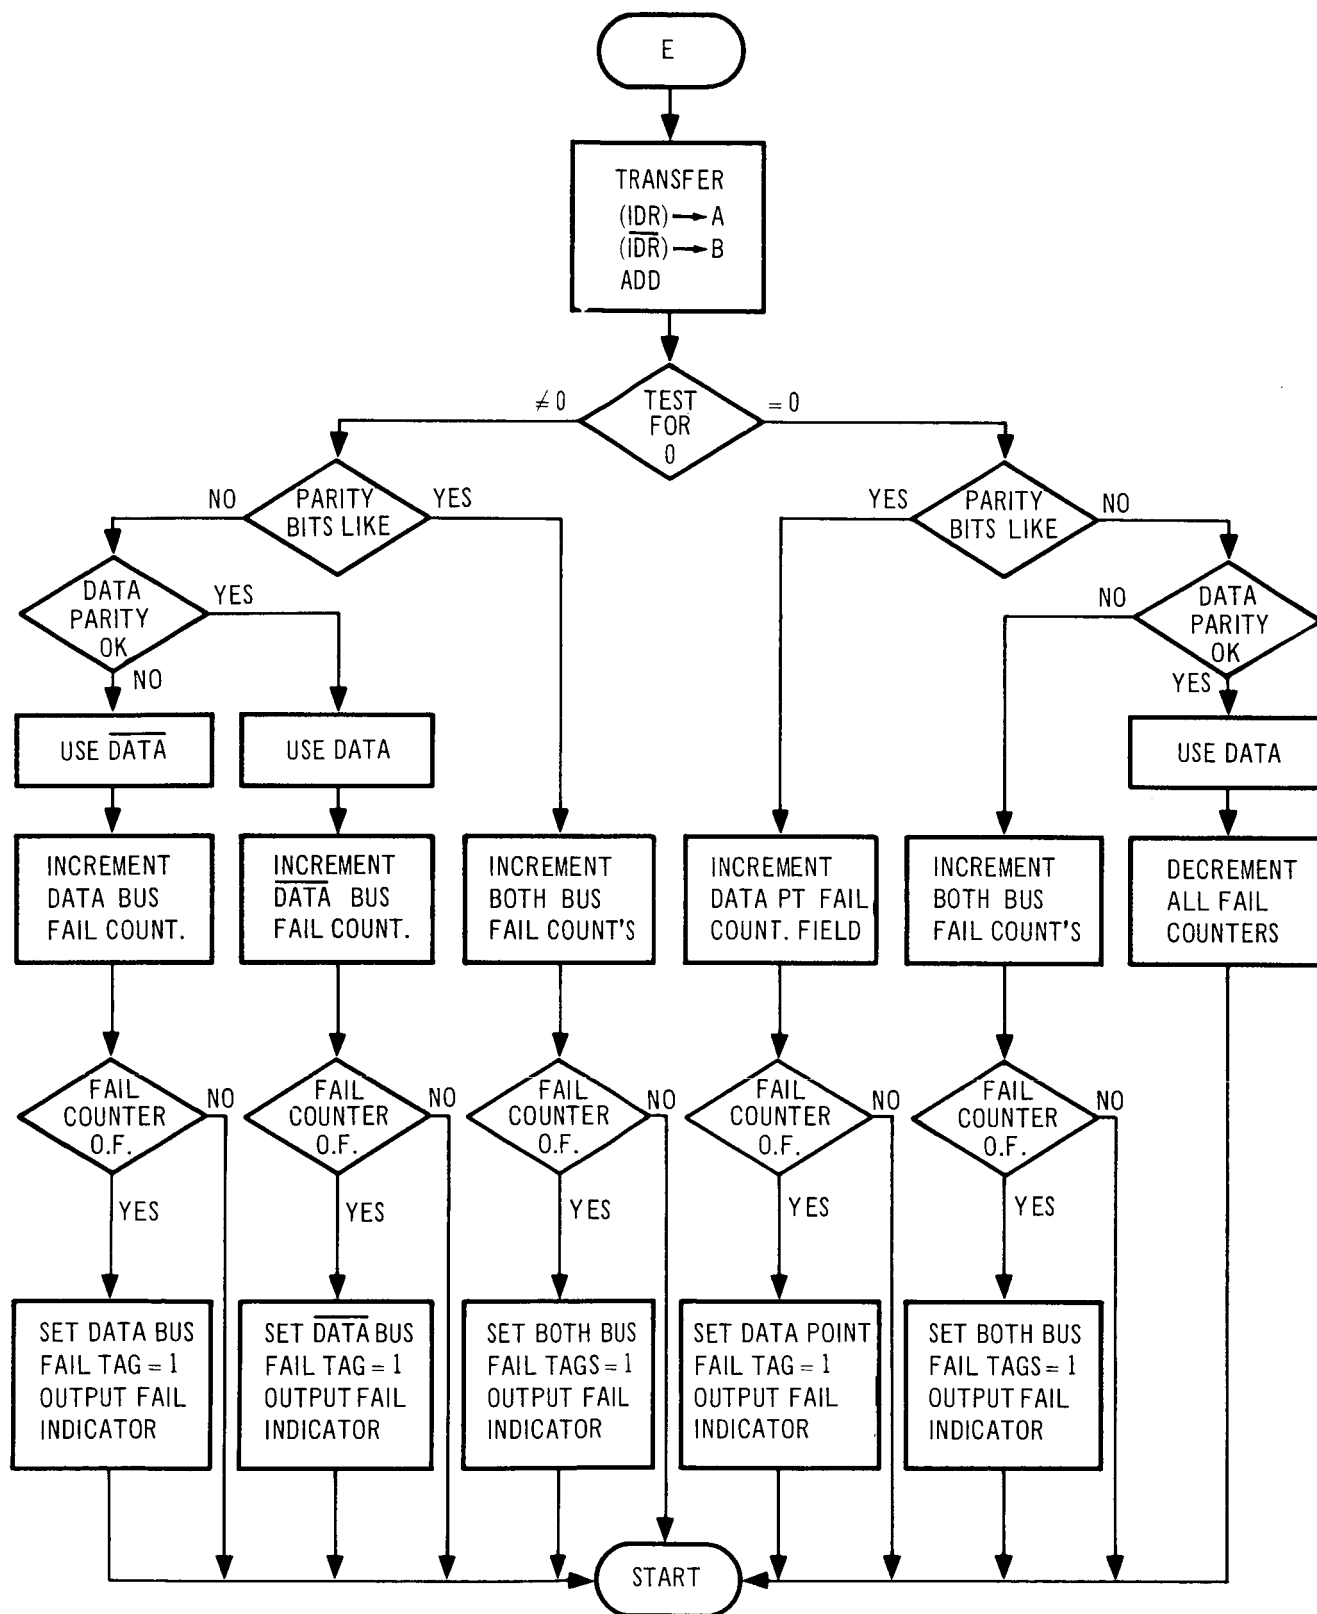 E
TRANSFER
(IDR) → A
(I̅D̅R̅) → B
ADD
≠ 0
TEST
FOR
0
= 0
NO
PARITY
BITS LIKE
YES
YES
PARITY
BITS LIKE
NO
DATA
PARITY
OK
YES
NO
NO
DATA
PARITY
OK
YES
USE D̅A̅T̅A̅
USE DATA
USE DATA
INCREMENT
DATA BUS
FAIL COUNT.
INCREMENT
D̅A̅T̅A̅ BUS
FAIL COUNT.
INCREMENT
BOTH BUS
FAIL COUNT'S
INCREMENT
DATA PT FAIL
COUNT. FIELD
INCREMENT
BOTH BUS
FAIL COUNT'S
DECREMENT
ALL FAIL
COUNTERS
FAIL
COUNTER
O.F.
NO
YES
FAIL
COUNTER
O.F.
NO
YES
FAIL
COUNTER
O.F.
NO
YES
FAIL
COUNTER
O.F.
NO
YES
FAIL
COUNTER
O.F.
NO
YES
SET DATA BUS
FAIL TAG = 1
OUTPUT FAIL
INDICATOR
SET D̅A̅T̅A̅ BUS
FAIL TAG = 1
OUTPUT FAIL
INDICATOR
SET BOTH BUS
FAIL TAGS = 1
OUTPUT FAIL
INDICATOR
SET DATA POINT
FAIL TAG = 1
OUTPUT FAIL
INDICATOR
SET BOTH BUS
FAIL TAGS = 1
OUTPUT FAIL
INDICATOR
START